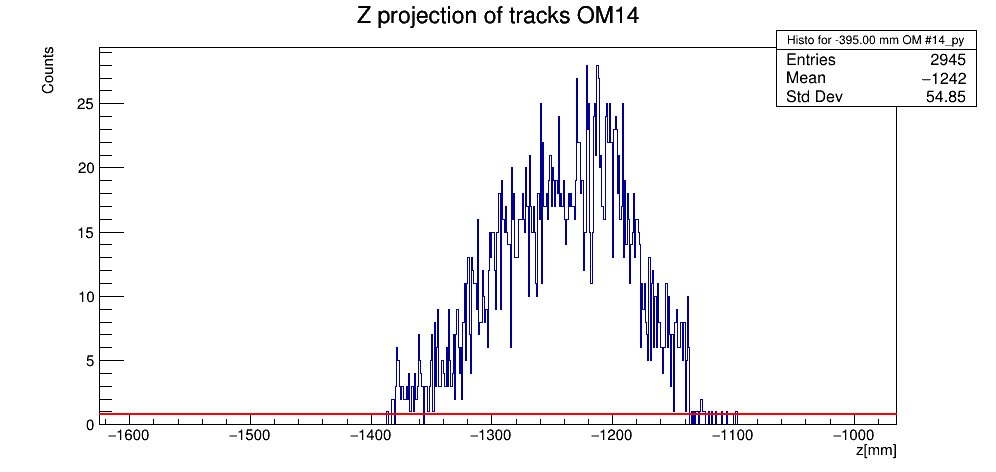 Z projection of tracks OM14
Histo for -395.00 mm OM #14_py
Entries 2945
Mean −1242
Std Dev 54.85
Counts
25
20
15
10
5
0
−1600 −1500 −1400 −1300 −1200 −1100 −1000
z[mm]